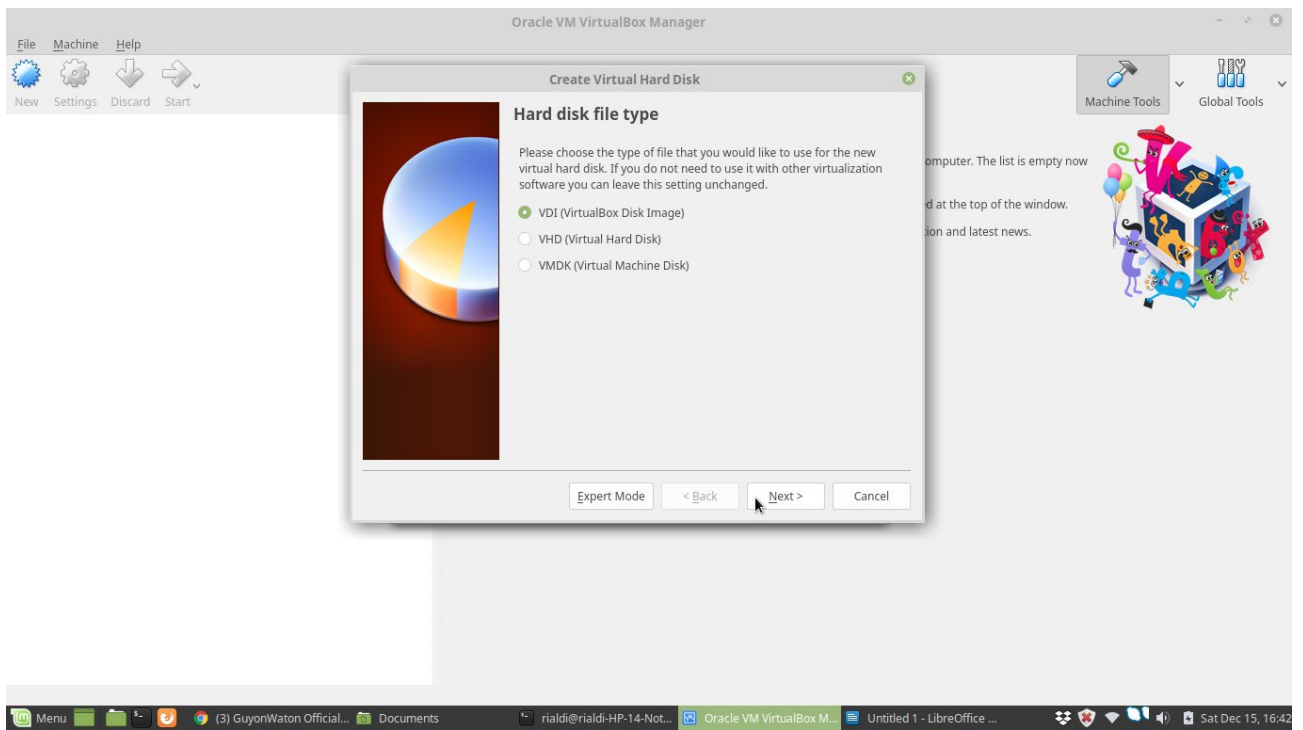 Oracle VM VirtualBox Manager
File Machine Help
New Settings Discard Start
Machine Tools
Global Tools
Create Virtual Hard Disk
Hard disk file type
Please choose the type of file that you would like to use for the new
virtual hard disk. If you do not need to use it with other virtualization
software you can leave this setting unchanged.
VDI (VirtualBox Disk Image)
VHD (Virtual Hard Disk)
VMDK (Virtual Machine Disk)
Expert Mode
< Back
Next >
Cancel
omputer. The list is empty now
d at the top of the window.
ion and latest news.
Menu
(3) GuyonWaton Official...
Documents
rialdi@rialdi-HP-14-Not...
Oracle VM VirtualBox M...
Untitled 1 - LibreOffice ...
Sat Dec 15, 16:42